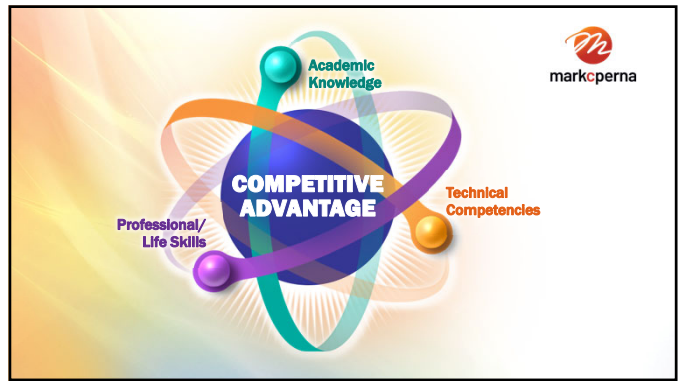 markcperna
Academic
Knowledge
COMPETITIVE
ADVANTAGE
Technical
Competencies
Professional/
Life Skills